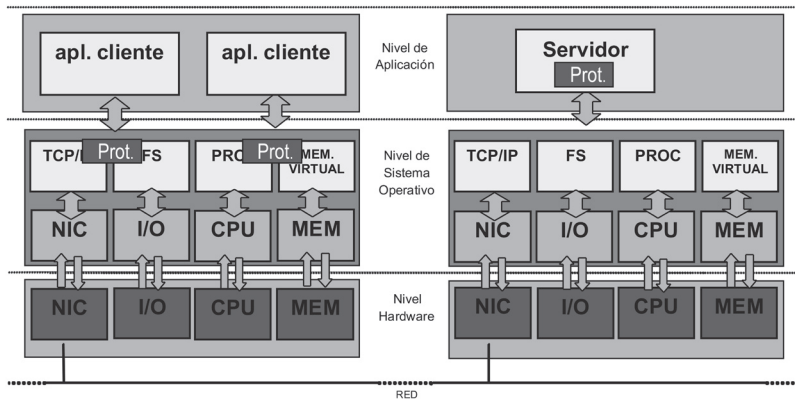 apl. cliente
apl. cliente
Nivel de
Aplicación
Servidor
Prot.
Prot.
Prot.
TCP/I
FS
PROC
MEM.
VIRTUAL
Nivel de
Sistema
Operativo
TCP/IP
FS
PROC
MEM.
VIRTUAL
NIC
I/O
CPU
MEM
NIC
I/O
CPU
MEM
NIC
I/O
CPU
MEM
Nivel
Hardware
NIC
I/O
CPU
MEM
RED